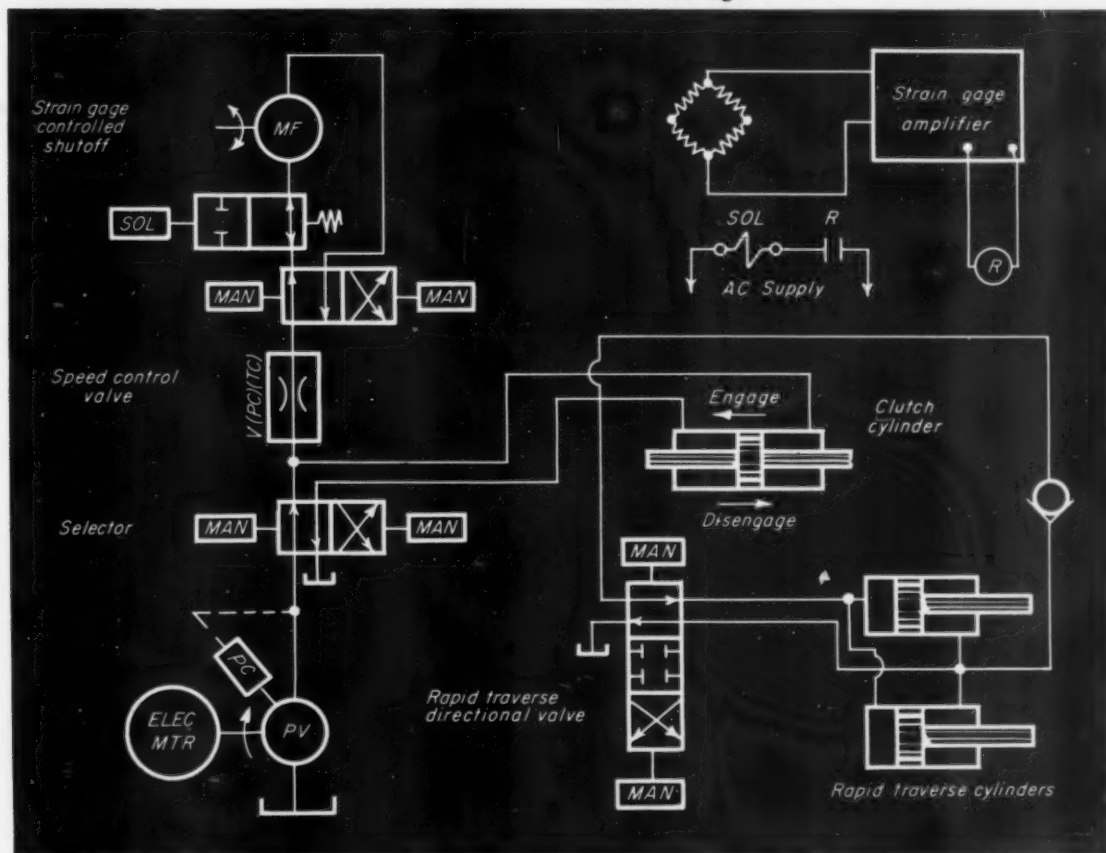 Strain gage
controlled
shutoff
MF
SOL
MAN
MAN
Speed control
valve
V(PC)(TC)
Selector
MAN
MAN
PC
ELEC
MTR
PV
Strain gage
amplifier
SOL
R
AC Supply
R
Engage
Clutch
cylinder
Disengage
MAN
Rapid traverse
directional valve
MAN
Rapid traverse cylinders